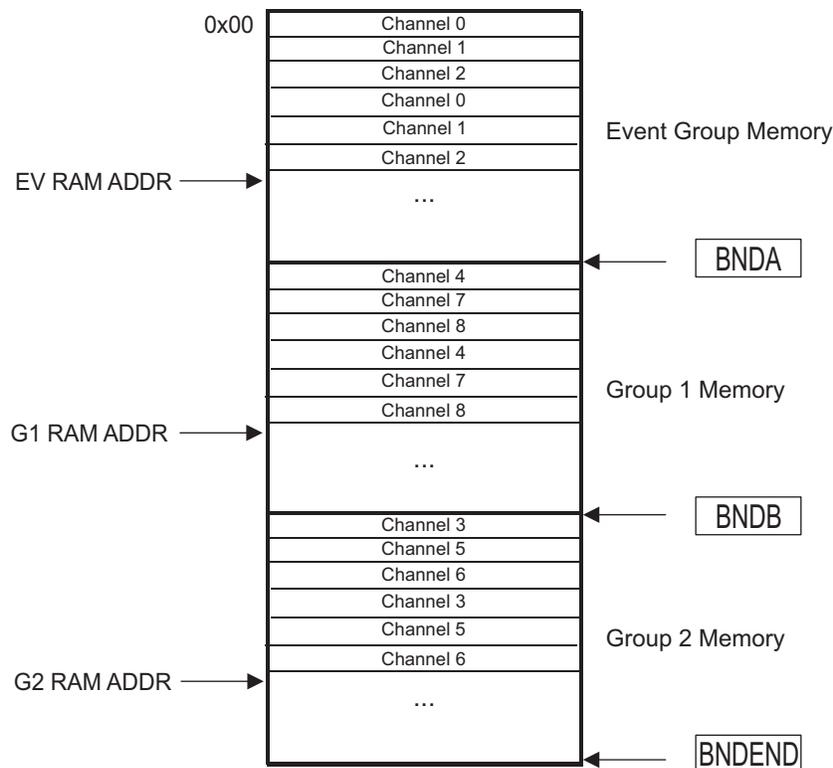 0x00
Channel 0
Channel 1
Channel 2
Channel 0
Channel 1
Channel 2
...
Event Group Memory
EV RAM ADDR
BNDA
Channel 4
Channel 7
Channel 8
Channel 4
Channel 7
Channel 8
...
Group 1 Memory
G1 RAM ADDR
BNDB
Channel 3
Channel 5
Channel 6
Channel 3
Channel 5
Channel 6
...
Group 2 Memory
G2 RAM ADDR
BNDEND